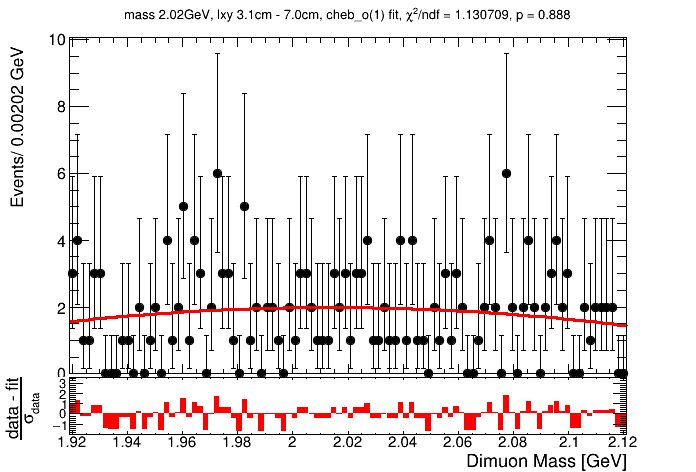 mass 2.02GeV, lxy 3.1cm - 7.0cm, cheb_o(1) fit, χ²/ndf = 1.130709, p = 0.888
Events/ 0.00202 GeV
10
8
6
4
2
0
data - fit
σdata
3
2
1
0
−1
1.92 1.94 1.96 1.98 2 2.02 2.04 2.06 2.08 2.1 2.12
Dimuon Mass [GeV]